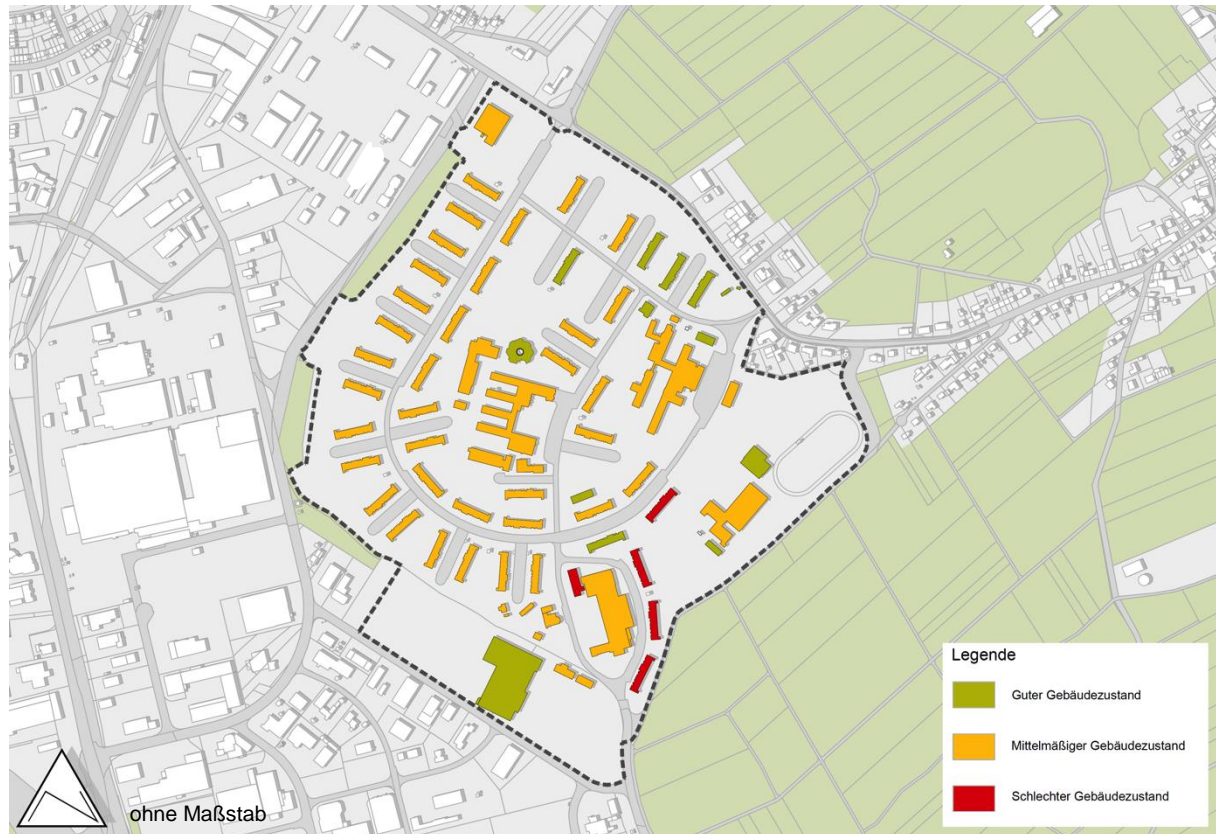 Legende
Guter Gebäudezustand
Mittelmäßiger Gebäudezustand
Schlechter Gebäudezustand
ohne Maßstab